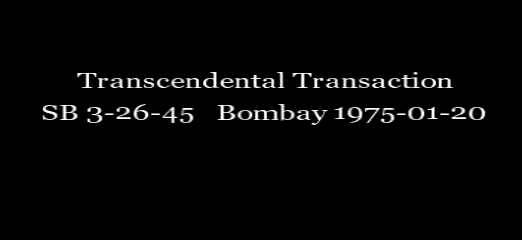 Transcendental Transaction
SB 3-26-45 Bombay 1975-01-20